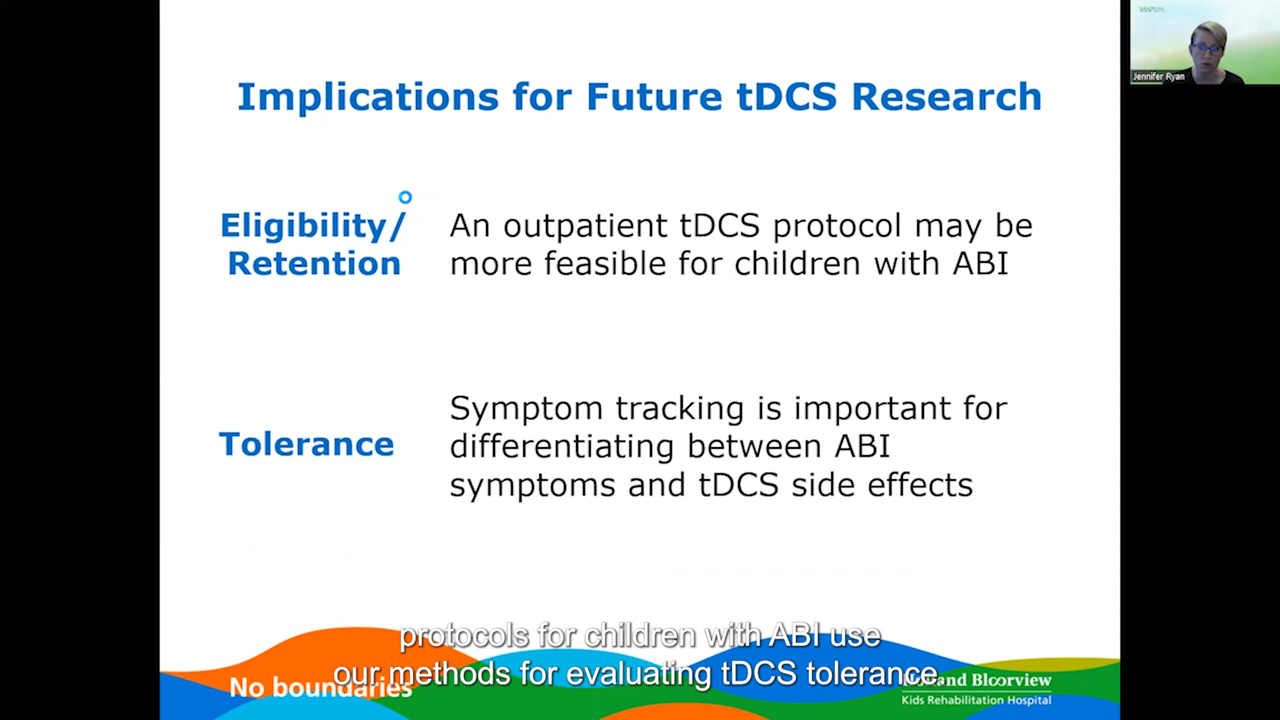 Jennifer Ryan
Implications for Future tDCS Research
Eligibility/
Retention
An outpatient tDCS protocol may be
more feasible for children with ABI
Tolerance
Symptom tracking is important for
differentiating between ABI
symptoms and tDCS side effects
protocols for children with ABI use
our methods for evaluating tDCS tolerance
No boundaries
Holland Bloorview
Kids Rehabilitation Hospital